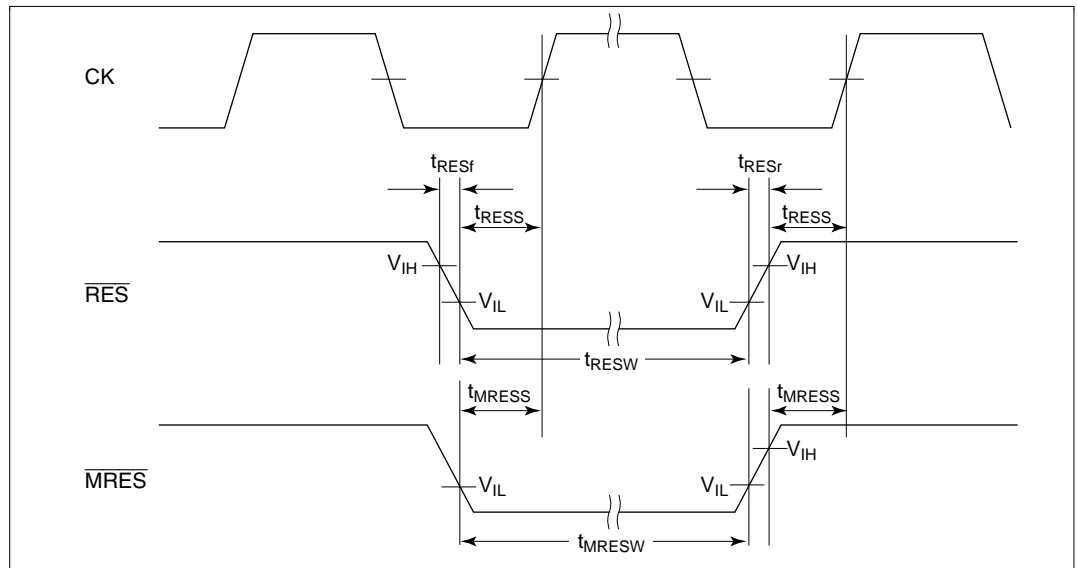 CK
tRESf
tRESr
tRESS
tRESS
VIH
VIH
RES
VIL
VIL
tRESW
tMRESS
tMRESS
VIH
MRES
VIL
VIL
tMRESW